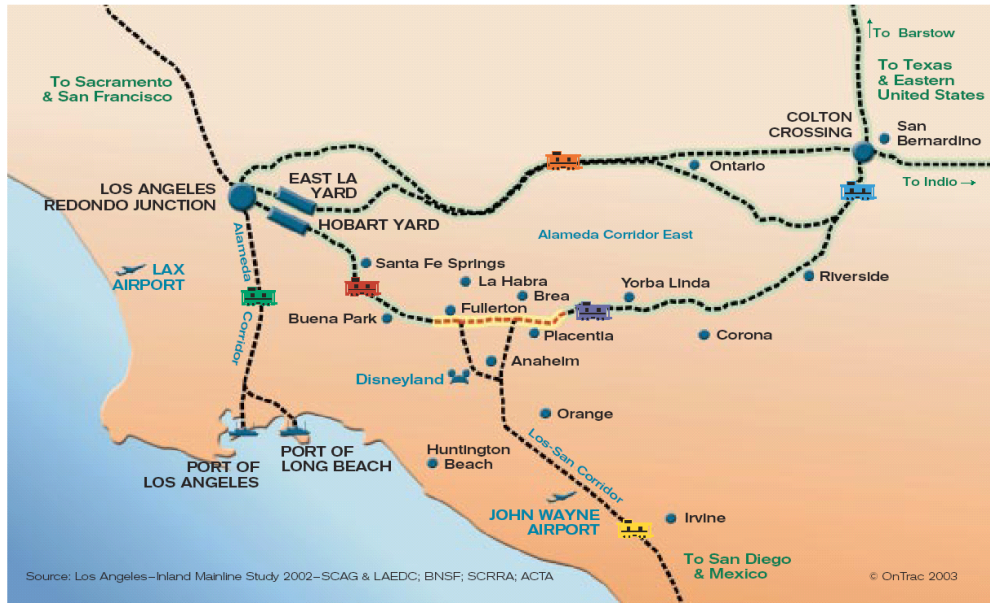 To Barstow
To Sacramento
& San Francisco
To Texas
& Eastern
United States
COLTON
CROSSING
San
Bernardino
Ontario
To Indio →
EAST LA
YARD
LOS ANGELES
REDONDO JUNCTION
HOBART YARD
Alameda Corridor East
Alameda
Corridor
LAX
AIRPORT
Santa Fe Springs
La Habra
Brea
Yorba Linda
Riverside
Buena Park
Fullerton
Placentia
Corona
Anaheim
Disneyland
Orange
Los-San Corridor
Huntington
Beach
PORT OF
LOS ANGELES
PORT OF
LONG BEACH
JOHN WAYNE
AIRPORT
Irvine
To San Diego
& Mexico
Source: Los Angeles–Inland Mainline Study 2002–SCAG & LAEDC; BNSF; SCRRA; ACTA
© OnTrac 2003